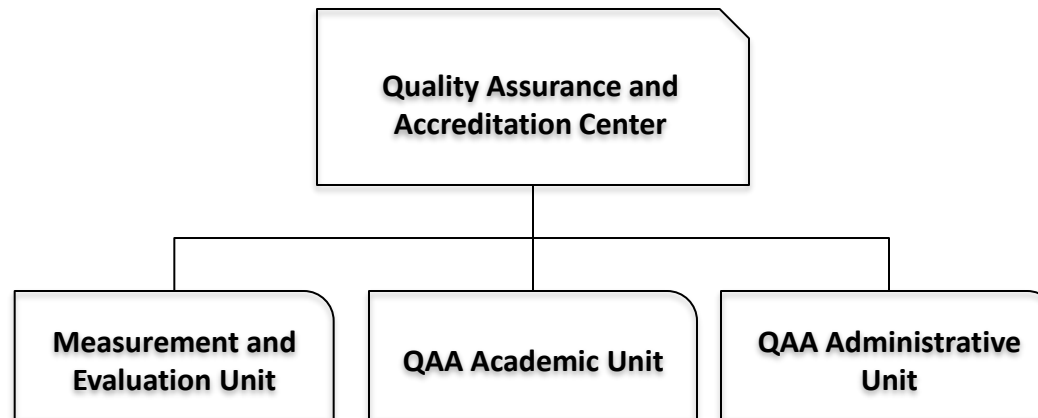 Quality Assurance and
Accreditation Center
Measurement and
Evaluation Unit
QAA Academic Unit
QAA Administrative
Unit